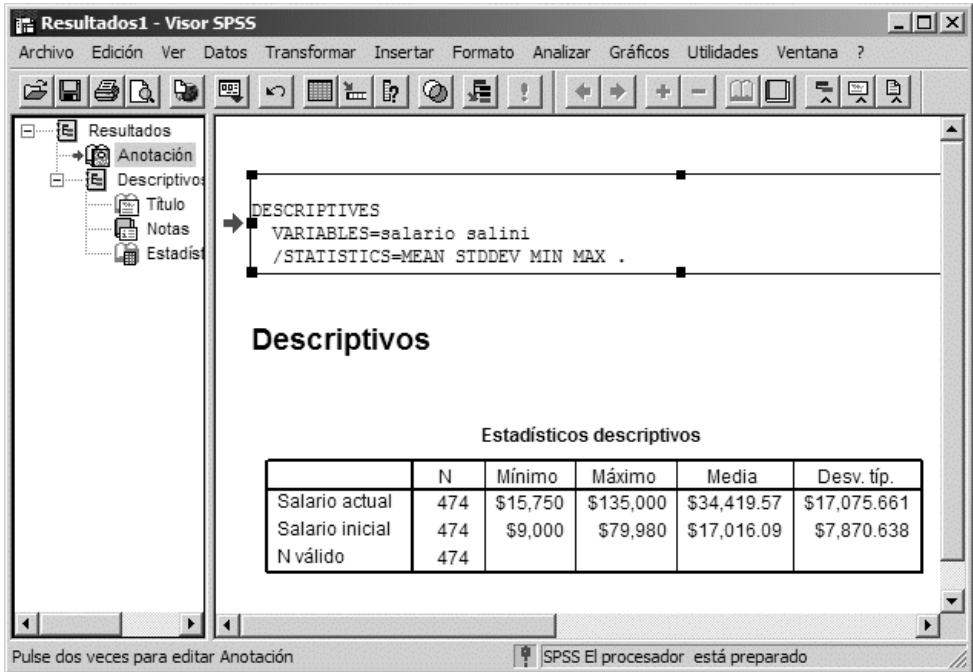 Resultados1 - Visor SPSS
Archivo Edición Ver Datos Transformar Insertar Formato Analizar Gráficos Utilidades Ventana ?
Resultados
Anotación
Descriptivos
Título
Notas
Estadíst
DESCRIPTIVES
VARIABLES=salario salini
/STATISTICS=MEAN STDDEV MIN MAX .
Descriptivos
Estadísticos descriptivos
N Mínimo Máximo Media Desv. típ.
Salario actual 474 $15,750 $135,000 $34,419.57 $17,075.661
Salario inicial 474 $9,000 $79,980 $17,016.09 $7,870.638
N válido 474
Pulse dos veces para editar Anotación
SPSS El procesador está preparado